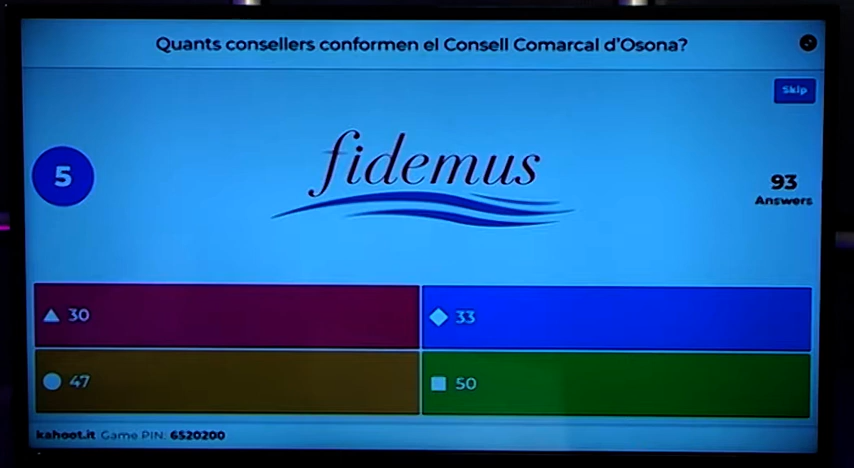 Quants consellers conformen el Consell Comarcal d'Osona?
Skip
5
fidemus
93
Answers
30
33
47
50
kahoot.it Game PIN: 6520200